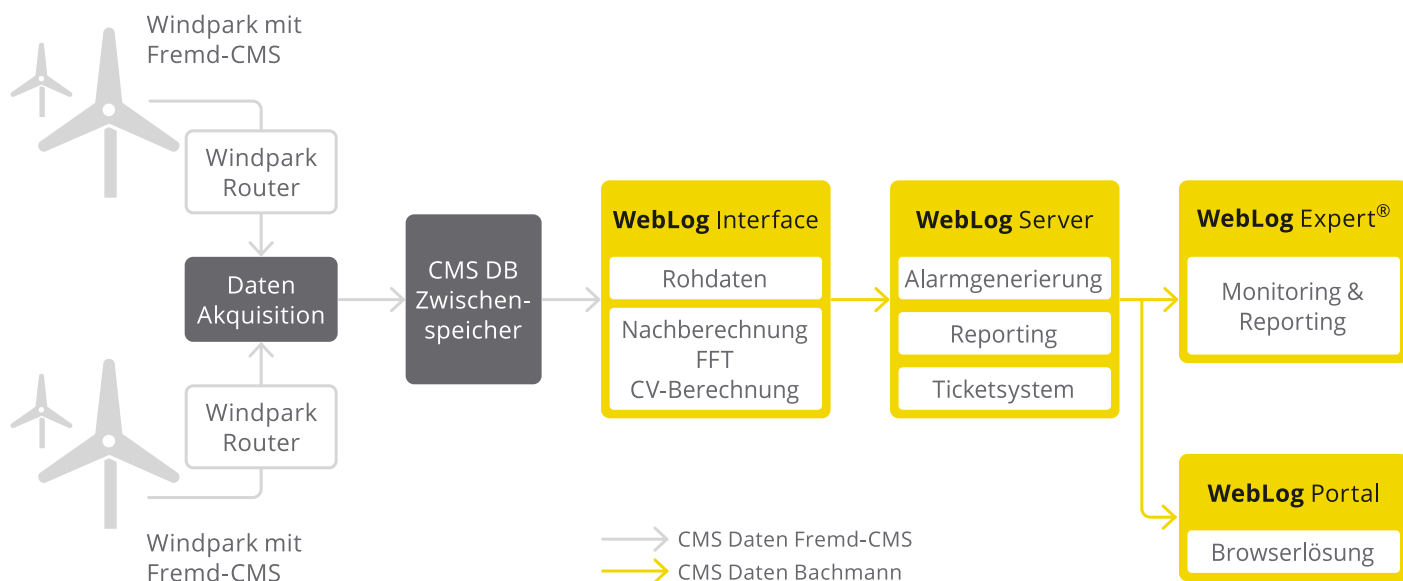 Windpark mit
Fremd-CMS
Windpark
Router
Daten
Akquisition
Windpark
Router
Windpark mit
Fremd-CMS
CMS DB
Zwischen-
speicher
WebLog Interface
Rohdaten
Nachberechnung
FFT
CV-Berechnung
WebLog Server
Alarmgenerierung
Reporting
Ticketsystem
WebLog Expert®
Monitoring &
Reporting
WebLog Portal
Browserlösung
CMS Daten Fremd-CMS
CMS Daten Bachmann